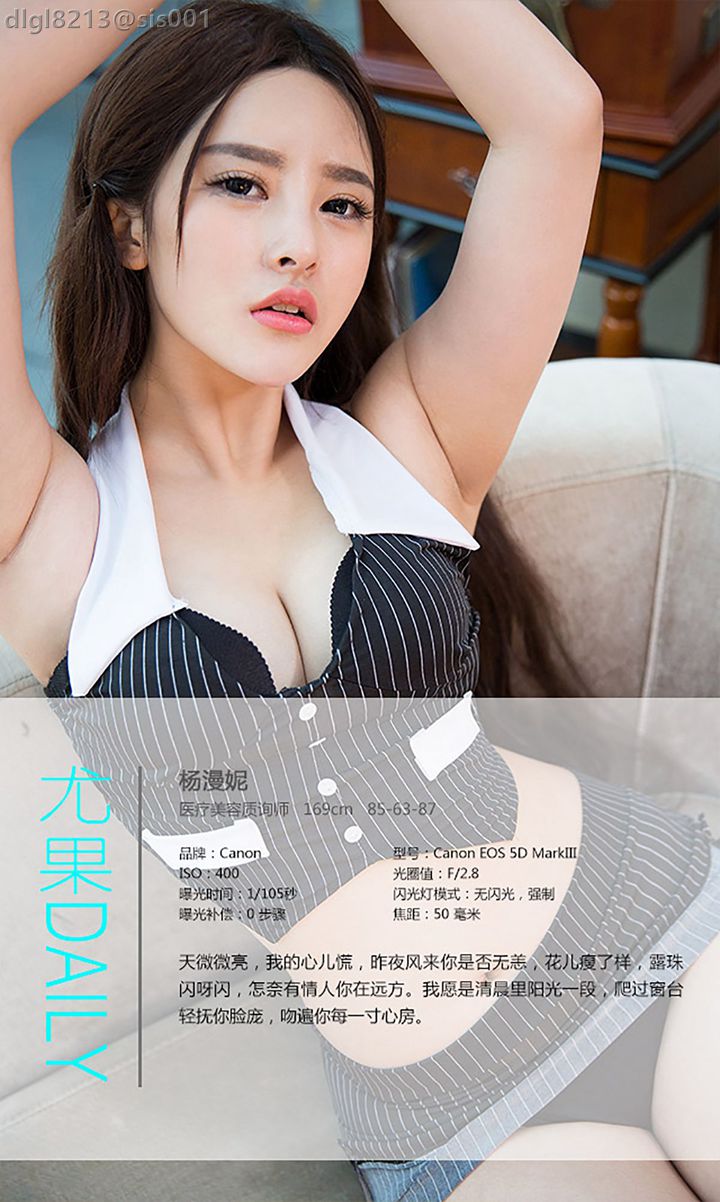 dlgl8213@sis001
尤果DAILY
杨漫妮
医疗美容质询师 169cm 85-63-87
品牌：Canon 型号：Canon EOS 5D MarkⅢ
ISO：400 光圈值：F/2.8
曝光时间：1/105秒 闪光灯模式：无闪光，强制
曝光补偿：0 步骤 焦距：50 毫米
天微微亮，我的心儿慌，昨夜风来你是否无恙，花儿瘦了样，露珠
闪呀闪，怎奈有情人你在远方。我愿是清晨里阳光一段，爬过窗台
轻抚你脸庞，吻遍你每一寸心房。